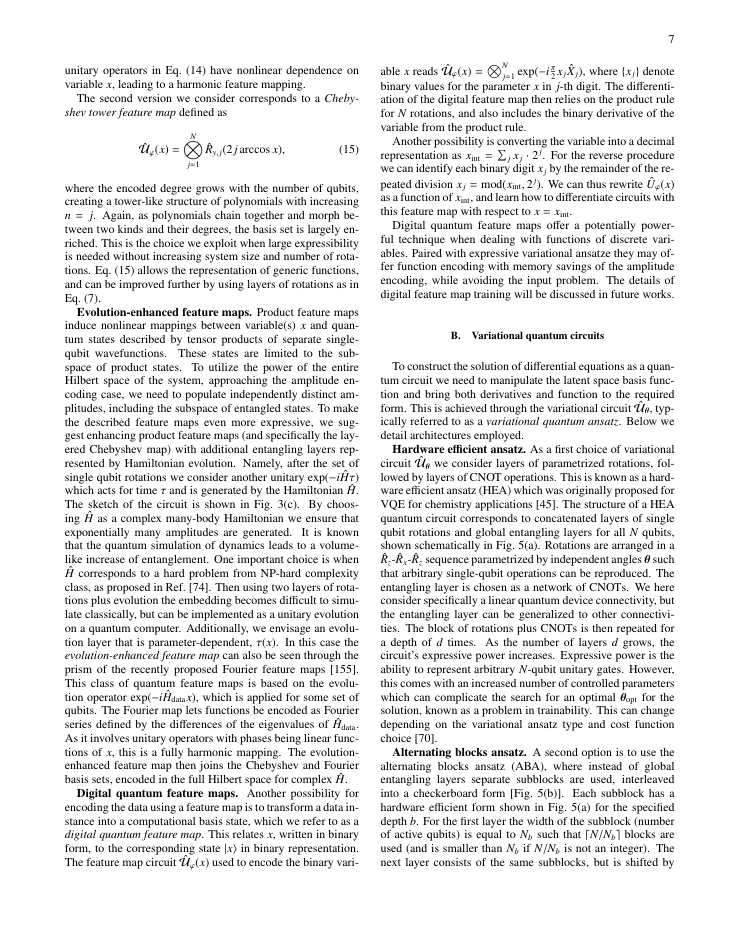 7
unitary operators in Eq. (14) have nonlinear dependence on
variable x, leading to a harmonic feature mapping.
The second version we consider corresponds to a Cheby-
shev tower feature map defined as
Û_φ(x) = ⨂_{j=1}^{N} R̂_{y,j}(2j arccos x), (15)
where the encoded degree grows with the number of qubits,
creating a tower-like structure of polynomials with increasing
n = j. Again, as polynomials chain together and morph be-
tween two kinds and their degrees, the basis set is largely en-
riched. This is the choice we exploit when large expressibility
is needed without increasing system size and number of rota-
tions. Eq. (15) allows the representation of generic functions,
and can be improved further by using layers of rotations as in
Eq. (7).
Evolution-enhanced feature maps. Product feature maps
induce nonlinear mappings between variable(s) x and quan-
tum states described by tensor products of separate single-
qubit wavefunctions. These states are limited to the sub-
space of product states. To utilize the power of the entire
Hilbert space of the system, approaching the amplitude en-
coding case, we need to populate independently distinct am-
plitudes, including the subspace of entangled states. To make
the described feature maps even more expressive, we sug-
gest enhancing product feature maps (and specifically the lay-
ered Chebyshev map) with additional entangling layers rep-
resented by Hamiltonian evolution. Namely, after the set of
single qubit rotations we consider another unitary exp(−iĤτ)
which acts for time τ and is generated by the Hamiltonian Ĥ.
The sketch of the circuit is shown in Fig. 3(c). By choos-
ing Ĥ as a complex many-body Hamiltonian we ensure that
exponentially many amplitudes are generated. It is known
that the quantum simulation of dynamics leads to a volume-
like increase of entanglement. One important choice is when
Ĥ corresponds to a hard problem from NP-hard complexity
class, as proposed in Ref. [74]. Then using two layers of rota-
tions plus evolution the embedding becomes difficult to simu-
late classically, but can be implemented as a unitary evolution
on a quantum computer. Additionally, we envisage an evolu-
tion layer that is parameter-dependent, τ(x). In this case the
evolution-enhanced feature map can also be seen through the
prism of the recently proposed Fourier feature maps [155].
This class of quantum feature maps is based on the evolu-
tion operator exp(−iĤ_data x), which is applied for some set of
qubits. The Fourier map lets functions be encoded as Fourier
series defined by the differences of the eigenvalues of Ĥ_data.
As it involves unitary operators with phases being linear func-
tions of x, this is a fully harmonic mapping. The evolution-
enhanced feature map then joins the Chebyshev and Fourier
basis sets, encoded in the full Hilbert space for complex Ĥ.
Digital quantum feature maps. Another possibility for
encoding the data using a feature map is to transform a data in-
stance into a computational basis state, which we refer to as a
digital quantum feature map. This relates x, written in binary
form, to the corresponding state |x⟩ in binary representation.
The feature map circuit Û_φ(x) used to encode the binary vari-
able x reads Û_φ(x) = ⨂_{j=1}^{N} exp(−i π/2 x_j X̂_j), where {x_j} denote
binary values for the parameter x in j-th digit. The differenti-
ation of the digital feature map then relies on the product rule
for N rotations, and also includes the binary derivative of the
variable from the product rule.
Another possibility is converting the variable into a decimal
representation as x_int = ∑_j x_j · 2^j. For the reverse procedure
we can identify each binary digit x_j by the remainder of the re-
peated division x_j = mod(x_int, 2^j). We can thus rewrite Û_φ(x)
as a function of x_int, and learn how to differentiate circuits with
this feature map with respect to x = x_int.
Digital quantum feature maps offer a potentially power-
ful technique when dealing with functions of discrete vari-
ables. Paired with expressive variational ansatze they may of-
fer function encoding with memory savings of the amplitude
encoding, while avoiding the input problem. The details of
digital feature map training will be discussed in future works.
B. Variational quantum circuits
To construct the solution of differential equations as a quan-
tum circuit we need to manipulate the latent space basis func-
tion and bring both derivatives and function to the required
form. This is achieved through the variational circuit Û_θ, typ-
ically referred to as a variational quantum ansatz. Below we
detail architectures employed.
Hardware efficient ansatz. As a first choice of variational
circuit Û_θ we consider layers of parametrized rotations, fol-
lowed by layers of CNOT operations. This is known as a hard-
ware efficient ansatz (HEA) which was originally proposed for
VQE for chemistry applications [45]. The structure of a HEA
quantum circuit corresponds to concatenated layers of single
qubit rotations and global entangling layers for all N qubits,
shown schematically in Fig. 5(a). Rotations are arranged in a
R̂_z-R̂_x-R̂_z sequence parametrized by independent angles θ such
that arbitrary single-qubit operations can be reproduced. The
entangling layer is chosen as a network of CNOTs. We here
consider specifically a linear quantum device connectivity, but
the entangling layer can be generalized to other connectivi-
ties. The block of rotations plus CNOTs is then repeated for
a depth of d times. As the number of layers d grows, the
circuit's expressive power increases. Expressive power is the
ability to represent arbitrary N-qubit unitary gates. However,
this comes with an increased number of controlled parameters
which can complicate the search for an optimal θ_opt for the
solution, known as a problem in trainability. This can change
depending on the variational ansatz type and cost function
choice [70].
Alternating blocks ansatz. A second option is to use the
alternating blocks ansatz (ABA), where instead of global
entangling layers separate subblocks are used, interleaved
into a checkerboard form [Fig. 5(b)]. Each subblock has a
hardware efficient form shown in Fig. 5(a) for the specified
depth b. For the first layer the width of the subblock (number
of active qubits) is equal to N_b such that ⌈N/N_b⌉ blocks are
used (and is smaller than N_b if N/N_b is not an integer). The
next layer consists of the same subblocks, but is shifted by